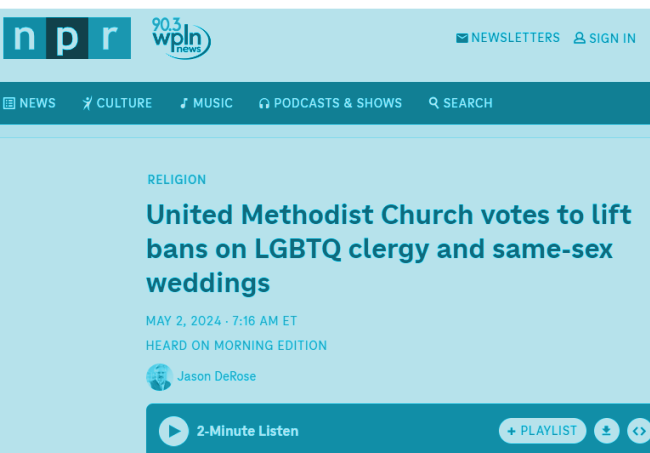 npr 90.3 wpln news
NEWSLETTERS SIGN IN
NEWS CULTURE MUSIC PODCASTS & SHOWS SEARCH
RELIGION
United Methodist Church votes to lift
bans on LGBTQ clergy and same-sex
weddings
MAY 2, 2024 · 7:16 AM ET
HEARD ON MORNING EDITION
Jason DeRose
2-Minute Listen
+ PLAYLIST